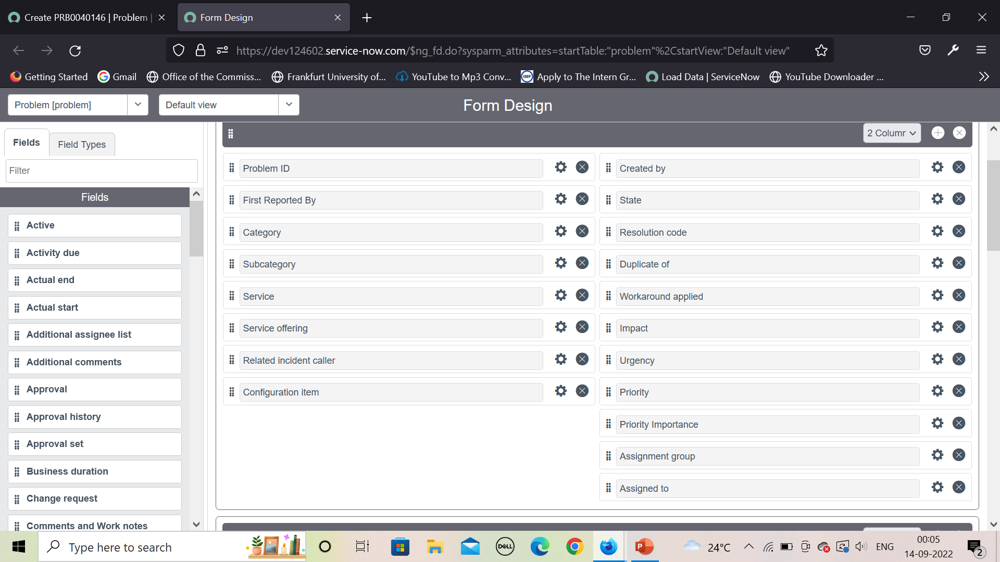 Create PRB0040146 | Problem |
Form Design
https://dev124602.service-now.com/$ng_fd.do?sysparm_attributes=startTable:"problem"%2CstartView:"Default view"
Getting Started
Gmail
Office of the Commiss...
Frankfurt University of...
YouTube to Mp3 Conv...
ISEP
Apply to The Intern Gr...
Load Data | ServiceNow
YouTube Downloader ...
Problem [problem]
Default view
Form Design
Fields
Field Types
Filter
Fields
Active
Activity due
Actual end
Actual start
Additional assignee list
Additional comments
Approval
Approval history
Approval set
Business duration
Change request
Comments and Work notes
2 Column
Problem ID
First Reported By
Category
Subcategory
Service
Service offering
Related incident caller
Configuration item
Created by
State
Resolution code
Duplicate of
Workaround applied
Impact
Urgency
Priority
Priority Importance
Assignment group
Assigned to
Type here to search
DELL
P
24°C
ENG
00:05
14-09-2022
2